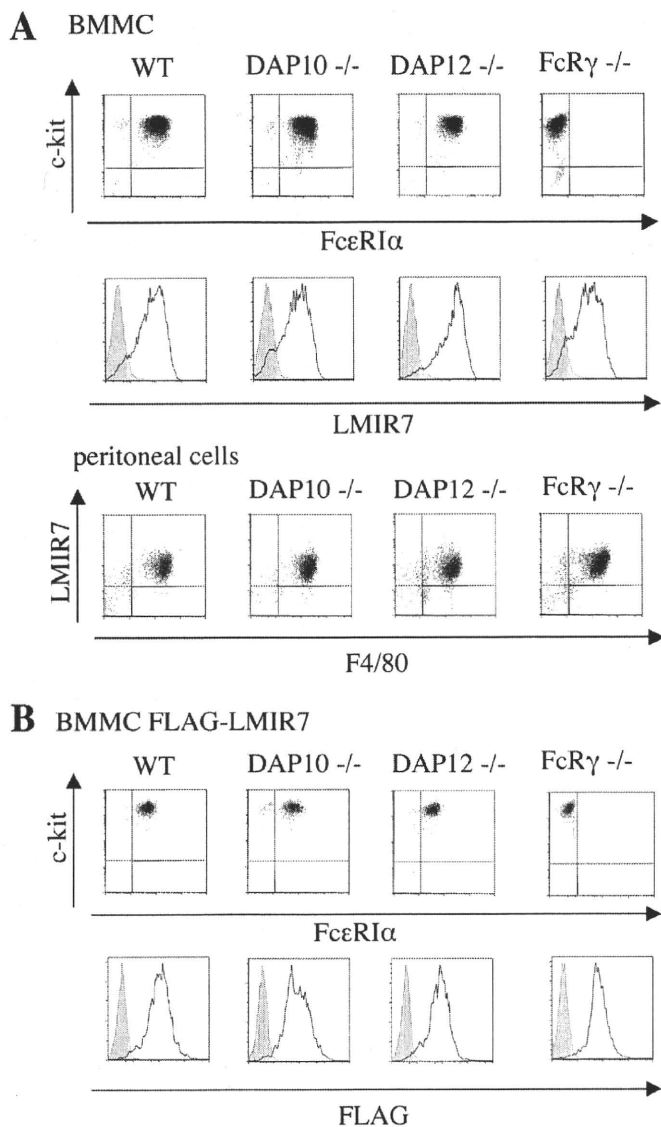 A BMMC
WT DAP10 -/- DAP12 -/- FcRγ -/-
c-kit
FcεRIα
LMIR7
peritoneal cells
WT DAP10 -/- DAP12 -/- FcRγ -/-
LMIR7
F4/80
B BMMC FLAG-LMIR7
WT DAP10 -/- DAP12 -/- FcRγ -/-
c-kit
FcεRIα
FLAG